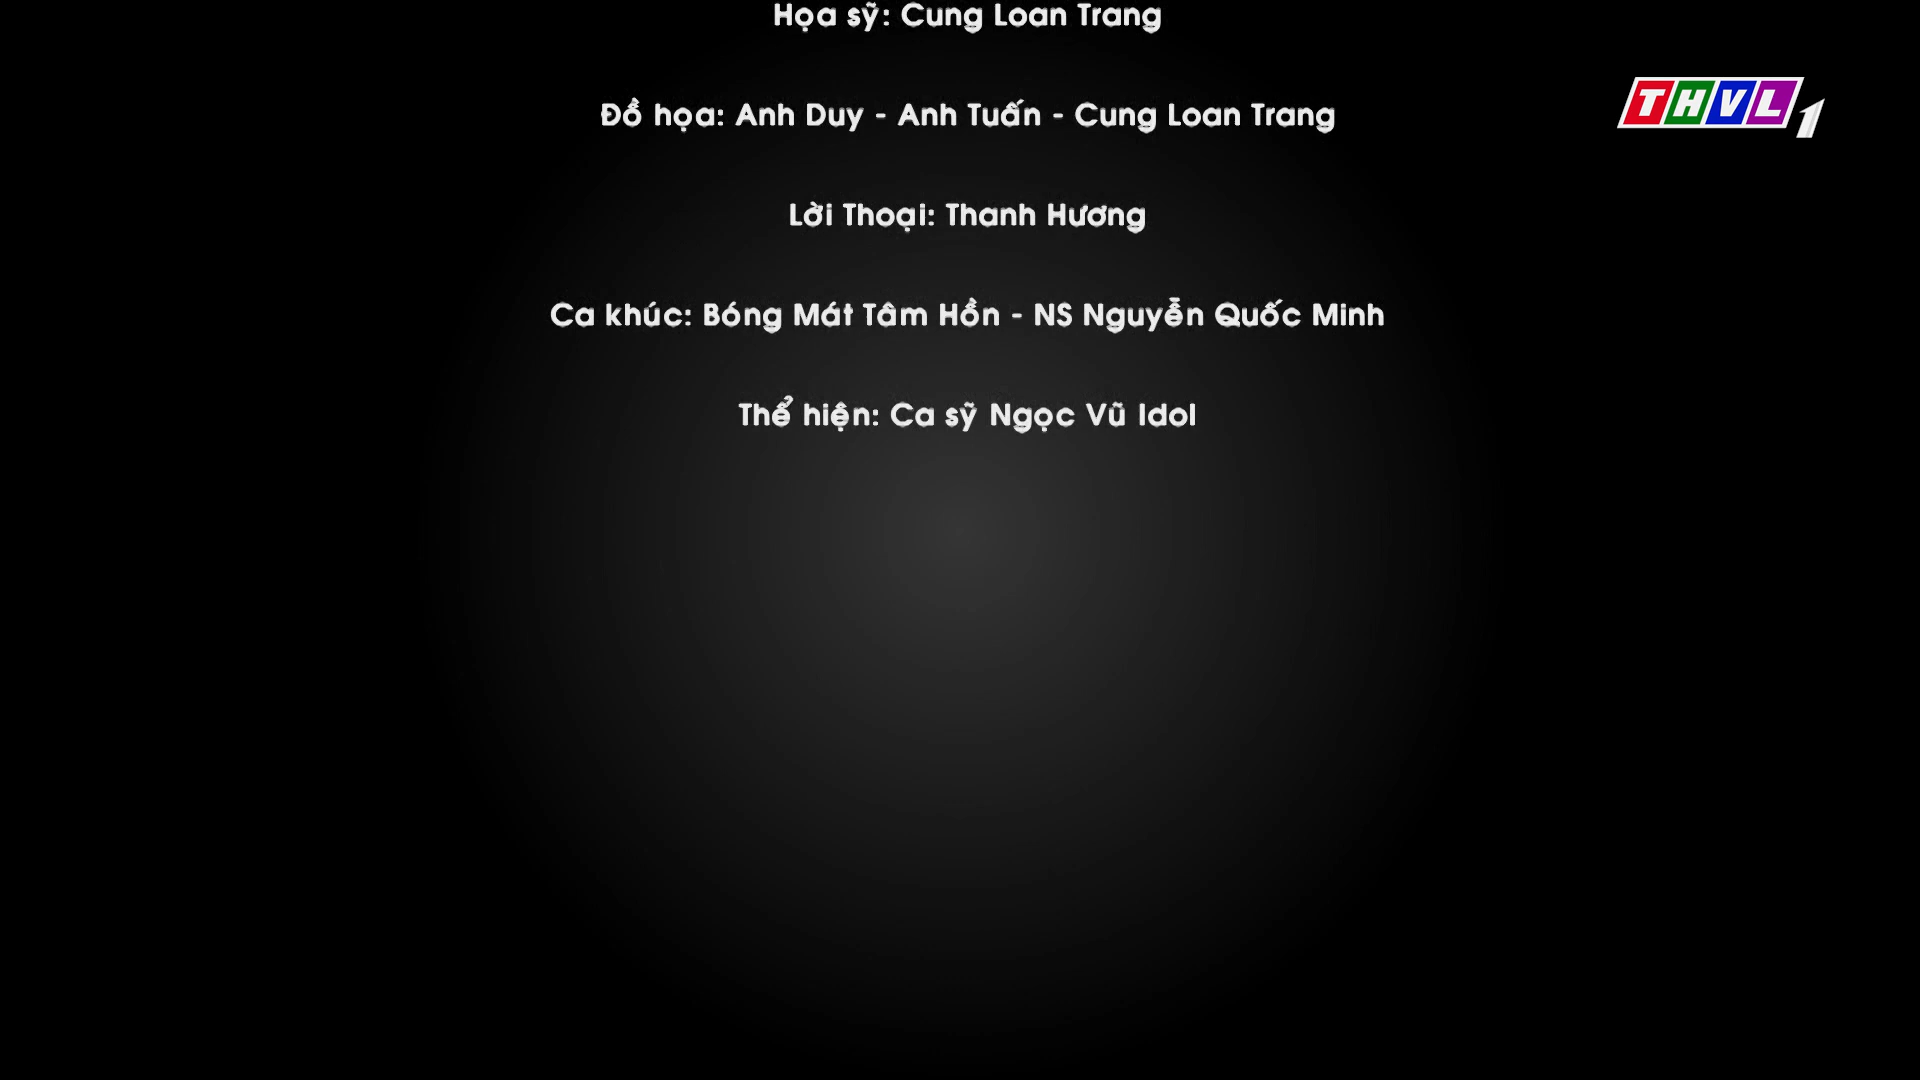 Họa sỹ: Cung Loan Trang
Đồ họa: Anh Duy - Anh Tuấn - Cung Loan Trang
THVL1
Lời Thoại: Thanh Hương
Ca khúc: Bóng Mát Tâm Hồn - NS Nguyễn Quốc Minh
Thể hiện: Ca sỹ Ngọc Vũ Idol